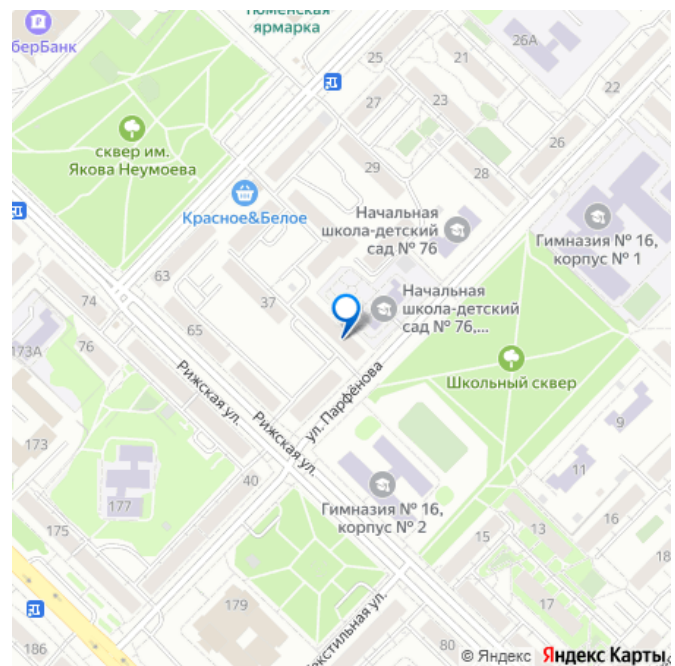 Тюменская
ярмарка
26А
берБанк
25
21
22
27
23
26
сквер им.
Якова Неумоева
29
28
Красное&Белое
Начальная
школа-детский
сад № 76
Гимназия № 16,
корпус № 1
63
74
37
Начальная
школа-детский
сад № 76,...
65
76
173А
Рижская ул.
ул. Парфёнова
Школьный сквер
Рижская ул.
9
173
11
40
177
Гимназия № 16,
корпус № 2
16
175
15
13
18
179
17
186
екстильная ул.
80
© Яндекс Яндекс Карты